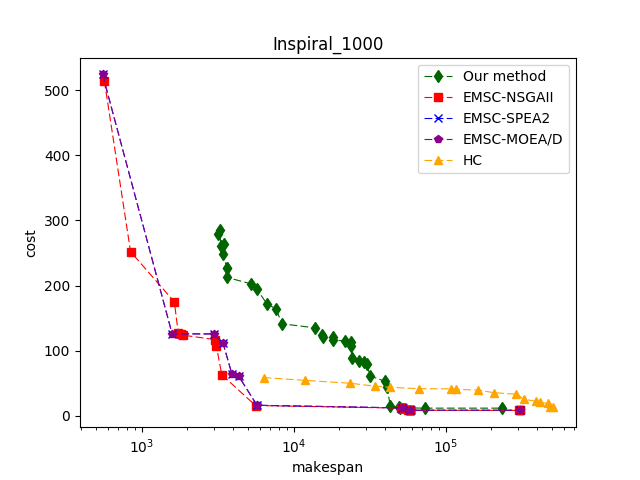 Inspiral_1000
Our method
EMSC-NSGAII
EMSC-SPEA2
EMSC-MOEA/D
HC
500
400
300
200
100
0
cost
10³
10⁴
10⁵
makespan